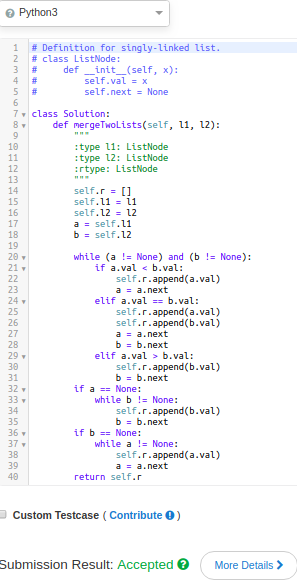 Python3
1 # Definition for singly-linked list.
2 # class ListNode:
3 #     def __init__(self, x):
4 #         self.val = x
5 #         self.next = None
6
7 class Solution:
8     def mergeTwoLists(self, l1, l2):
9         """
10         :type l1: ListNode
11         :type l2: ListNode
12         :rtype: ListNode
13         """
14         self.r = []
15         self.l1 = l1
16         self.l2 = l2
17         a = self.l1
18         b = self.l2
19
20         while (a != None) and (b != None):
21             if a.val < b.val:
22                 self.r.append(a.val)
23                 a = a.next
24             elif a.val == b.val:
25                 self.r.append(a.val)
26                 self.r.append(b.val)
27                 a = a.next
28                 b = b.next
29             elif a.val > b.val:
30                 self.r.append(b.val)
31                 b = b.next
32         if a == None:
33             while b != None:
34                 self.r.append(b.val)
35                 b = b.next
36         if b == None:
37             while a != None:
38                 self.r.append(a.val)
39                 a = a.next
40         return self.r
Custom Testcase ( Contribute )
Submission Result: Accepted More Details